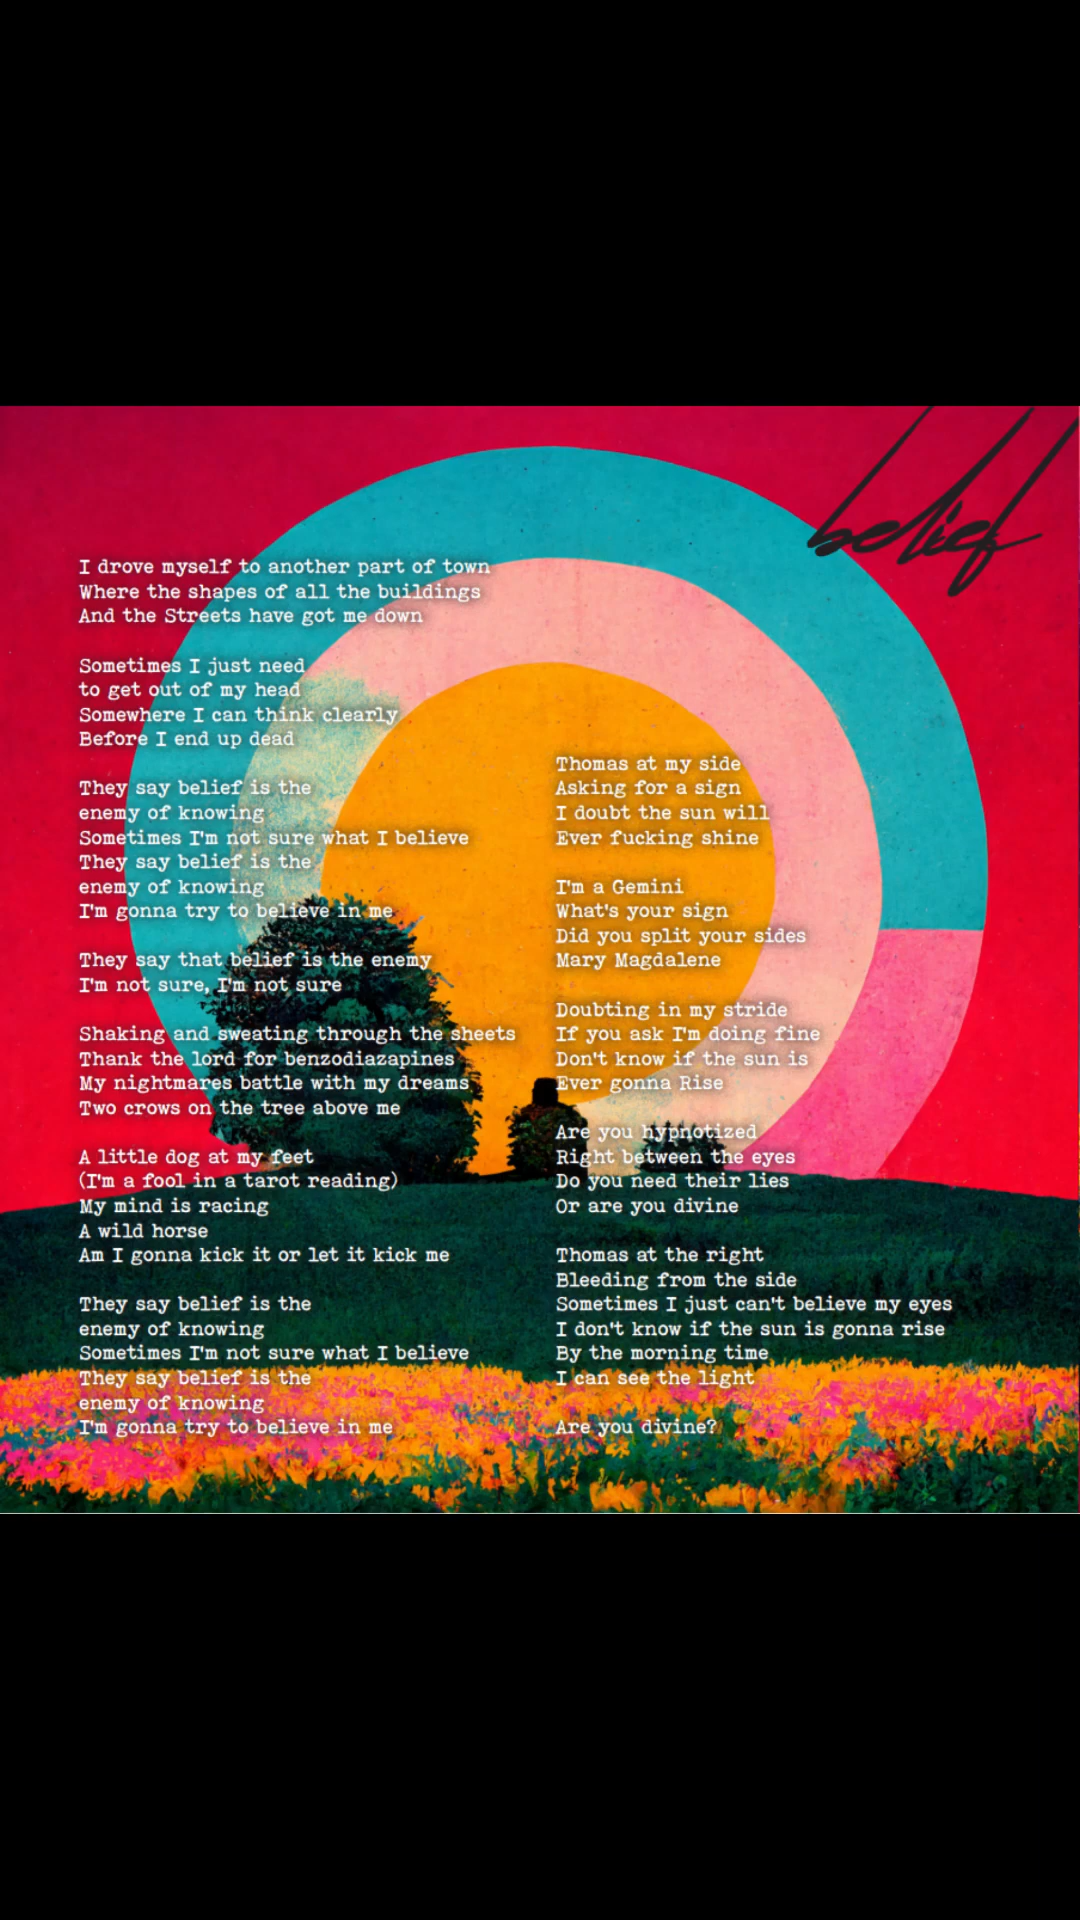 belief
I drove myself to another part of town
Where the shapes of all the buildings
And the Streets have got me down
Sometimes I just need
to get out of my head
Somewhere I can think clearly
Before I end up dead
They say belief is the
enemy of knowing
Sometimes I'm not sure what I believe
They say belief is the
enemy of knowing
I'm gonna try to believe in me
They say that belief is the enemy
I'm not sure, I'm not sure
Shaking and sweating through the sheets
Thank the lord for benzodiazapines
My nightmares battle with my dreams
Two crows on the tree above me
A little dog at my feet
(I'm a fool in a tarot reading)
My mind is racing
A wild horse
Am I gonna kick it or let it kick me
They say belief is the
enemy of knowing
Sometimes I'm not sure what I believe
They say belief is the
enemy of knowing
I'm gonna try to believe in me
Thomas at my side
Asking for a sign
I doubt the sun will
Ever fucking shine
I'm a Gemini
What's your sign
Did you split your sides
Mary Magdalene
Doubting in my stride
If you ask I'm doing fine
Don't know if the sun is
Ever gonna Rise
Are you hypnotized
Right between the eyes
Do you need their lies
Or are you divine
Thomas at the right
Bleeding from the side
Sometimes I just can't believe my eyes
I don't know if the sun is gonna rise
By the morning time
I can see the light
Are you divine?